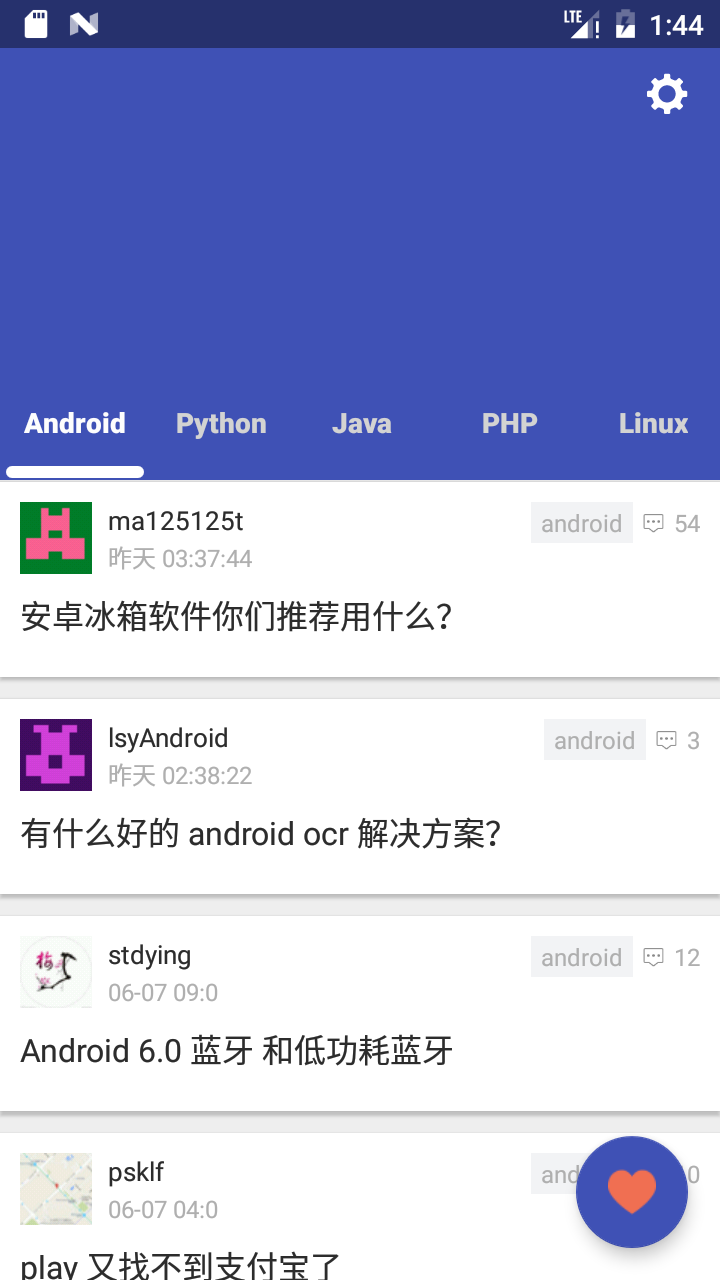 LTE 1:44
Android Python Java PHP Linux
ma125125t android 54
昨天 03:37:44
安卓冰箱软件你们推荐用什么?
lsyAndroid android 3
昨天 02:38:22
有什么好的 android ocr 解决方案?
stdying android 12
06-07 09:0
Android 6.0 蓝牙 和低功耗蓝牙
psklf
06-07 04:0
play 又找不到支付宝了